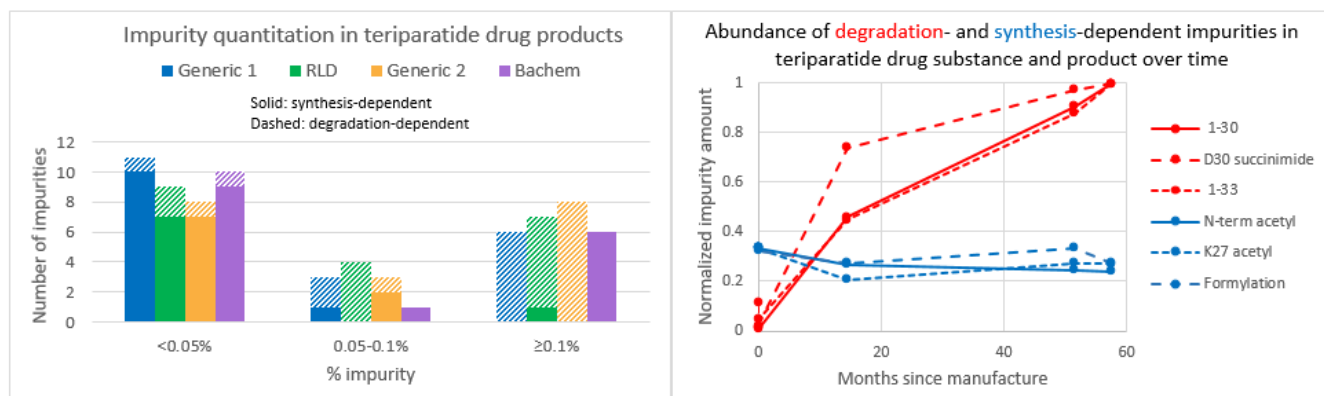 Impurity quantitation in teriparatide drug products
Generic 1 RLD Generic 2 Bachem
Solid: synthesis-dependent
Dashed: degradation-dependent
Number of impurities
12
10
8
6
4
2
0
<0.05% 0.05-0.1% ≥0.1%
% impurity
Abundance of degradation- and synthesis-dependent impurities in
teriparatide drug substance and product over time
Normalized impurity amount
1
0.8
0.6
0.4
0.2
0
0 20 40 60
Months since manufacture
1-30
D30 succinimide
1-33
N-term acetyl
K27 acetyl
Formylation